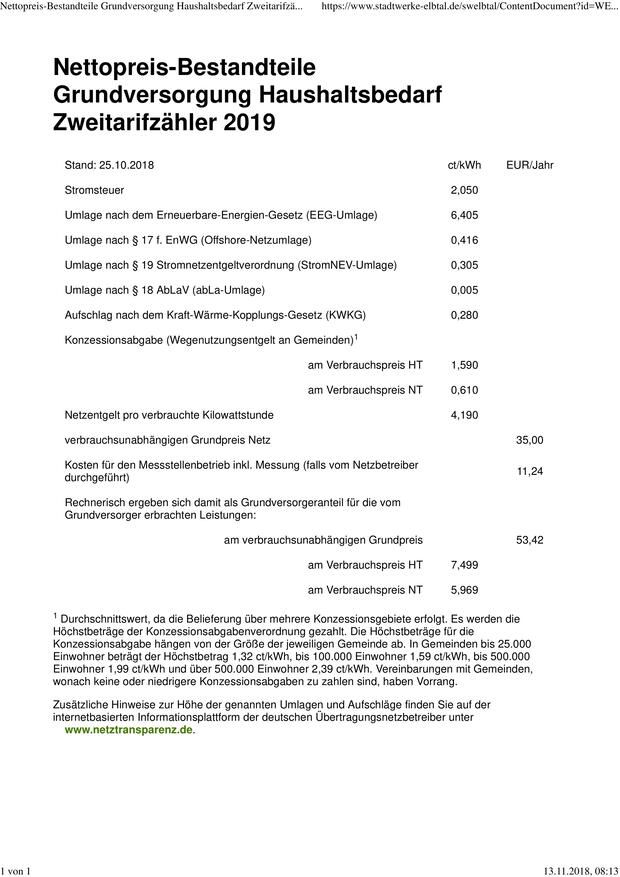 Nettopreis-Bestandteile Grundversorgung Haushaltsbedarf Zweitarifzä... https://www.stadtwerke-elbtal.de/swelbtal/ContentDocument?id=WE...
Nettopreis-Bestandteile
Grundversorgung Haushaltsbedarf
Zweitarifzähler 2019
Stand: 25.10.2018 ct/kWh EUR/Jahr
Stromsteuer 2,050
Umlage nach dem Erneuerbare-Energien-Gesetz (EEG-Umlage) 6,405
Umlage nach § 17 f. EnWG (Offshore-Netzumlage) 0,416
Umlage nach § 19 Stromnetzentgeltverordnung (StromNEV-Umlage) 0,305
Umlage nach § 18 AbLaV (abLa-Umlage) 0,005
Aufschlag nach dem Kraft-Wärme-Kopplungs-Gesetz (KWKG) 0,280
Konzessionsabgabe (Wegenutzungsentgelt an Gemeinden)1
am Verbrauchspreis HT 1,590
am Verbrauchspreis NT 0,610
Netzentgelt pro verbrauchte Kilowattstunde 4,190
verbrauchsunabhängigen Grundpreis Netz 35,00
Kosten für den Messstellenbetrieb inkl. Messung (falls vom Netzbetreiber
durchgeführt) 11,24
Rechnerisch ergeben sich damit als Grundversorgeranteil für die vom
Grundversorger erbrachten Leistungen:
am verbrauchsunabhängigen Grundpreis 53,42
am Verbrauchspreis HT 7,499
am Verbrauchspreis NT 5,969
1 Durchschnittswert, da die Belieferung über mehrere Konzessionsgebiete erfolgt. Es werden die
Höchstbeträge der Konzessionsabgabenverordnung gezahlt. Die Höchstbeträge für die
Konzessionsabgabe hängen von der Größe der jeweiligen Gemeinde ab. In Gemeinden bis 25.000
Einwohner beträgt der Höchstbetrag 1,32 ct/kWh, bis 100.000 Einwohner 1,59 ct/kWh, bis 500.000
Einwohner 1,99 ct/kWh und über 500.000 Einwohner 2,39 ct/kWh. Vereinbarungen mit Gemeinden,
wonach keine oder niedrigere Konzessionsabgaben zu zahlen sind, haben Vorrang.
Zusätzliche Hinweise zur Höhe der genannten Umlagen und Aufschläge finden Sie auf der
internetbasierten Informationsplattform der deutschen Übertragungsnetzbetreiber unter
www.netztransparenz.de.
1 von 1 13.11.2018, 08:13